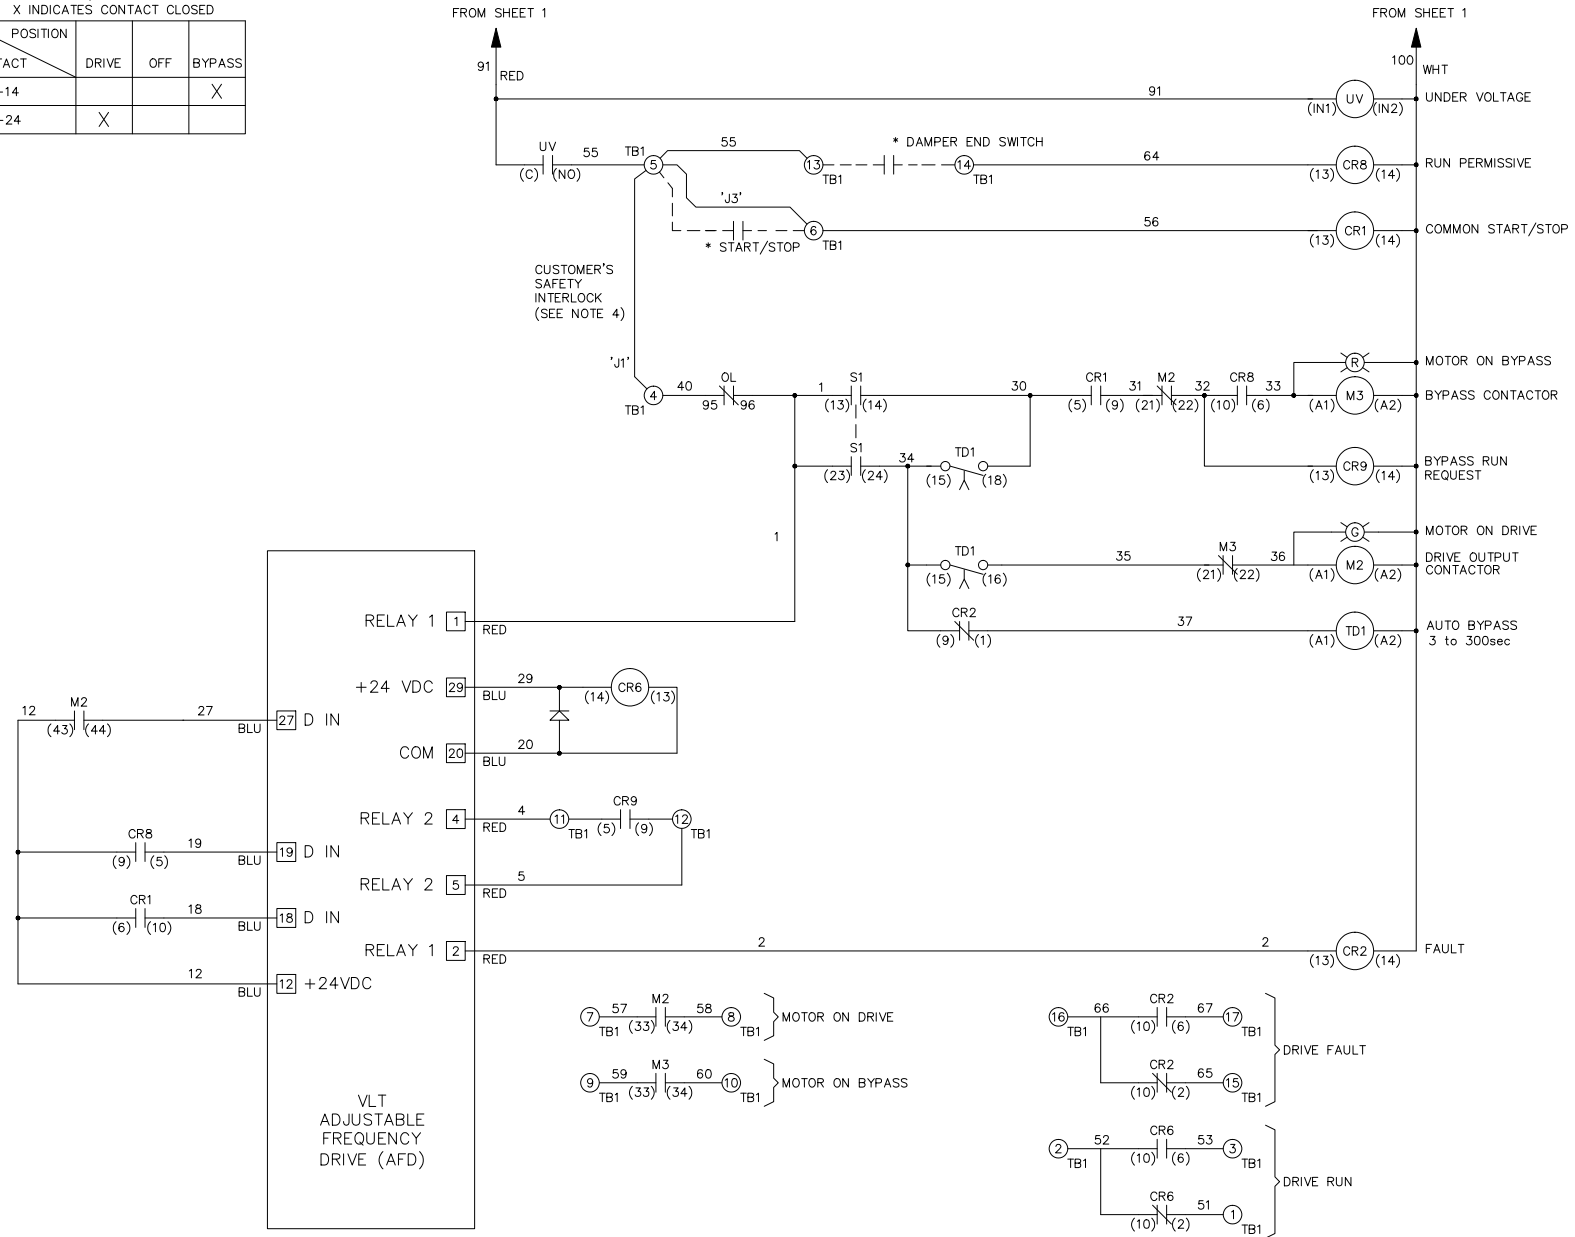 X INDICATES CONTACT CLOSED
POSITION
DRIVE OFF BYPASS
-14 X
-24 X
FROM SHEET 1
FROM SHEET 1
91 RED
100 WHT
91 (IN1) UV (IN2) UNDER VOLTAGE
UV
(C) (NO) 55 TB1 5 55 13 TB1 * DAMPER END SWITCH 14 TB1 64 (13) CR8 (14) RUN PERMISSIVE
'J3'
* START/STOP 6 TB1 56 (13) CR1 (14) COMMON START/STOP
CUSTOMER'S
SAFETY
INTERLOCK
(SEE NOTE 4)
'J1'
R MOTOR ON BYPASS
TB1 4 40 OL 95 96 1 S1 (13) (14) 30 CR1 (5) (9) 31 M2 (21) (22) 32 CR8 (10) (6) 33 (A1) M3 (A2) BYPASS CONTACTOR
S1 (23) (24) 34 TD1 (15) (18) (13) CR9 (14) BYPASS RUN
REQUEST
1
G MOTOR ON DRIVE
TD1 (15) (16) 35 M3 (21) (22) 36 (A1) M2 (A2) DRIVE OUTPUT
CONTACTOR
CR2 (9) (1) 37 (A1) TD1 (A2) AUTO BYPASS
3 to 300sec
RELAY 1 1 RED
+24 VDC 29 BLU 29 (14) CR6 (13)
12 M2 (43) (44) 27 BLU 27 D IN
COM 20 BLU 20
RELAY 2 4 RED 4 11 TB1 CR9 (5) (9) 12 TB1
CR8 (9) (5) 19 BLU 19 D IN
RELAY 2 5 RED 5
CR1 (6) (10) 18 BLU 18 D IN
RELAY 1 2 RED 2 2 (13) CR2 (14) FAULT
12 BLU 12 +24VDC
7 TB1 57 M2 (33) (34) 58 8 TB1 MOTOR ON DRIVE
9 TB1 59 M3 (33) (34) 60 10 TB1 MOTOR ON BYPASS
16 TB1 66 CR2 (10) (6) 67 17 TB1
DRIVE FAULT
CR2 (10) (2) 65 15 TB1
2 TB1 52 CR6 (10) (6) 53 3 TB1
DRIVE RUN
CR6 (10) (2) 51 1 TB1
VLT
ADJUSTABLE
FREQUENCY
DRIVE (AFD)